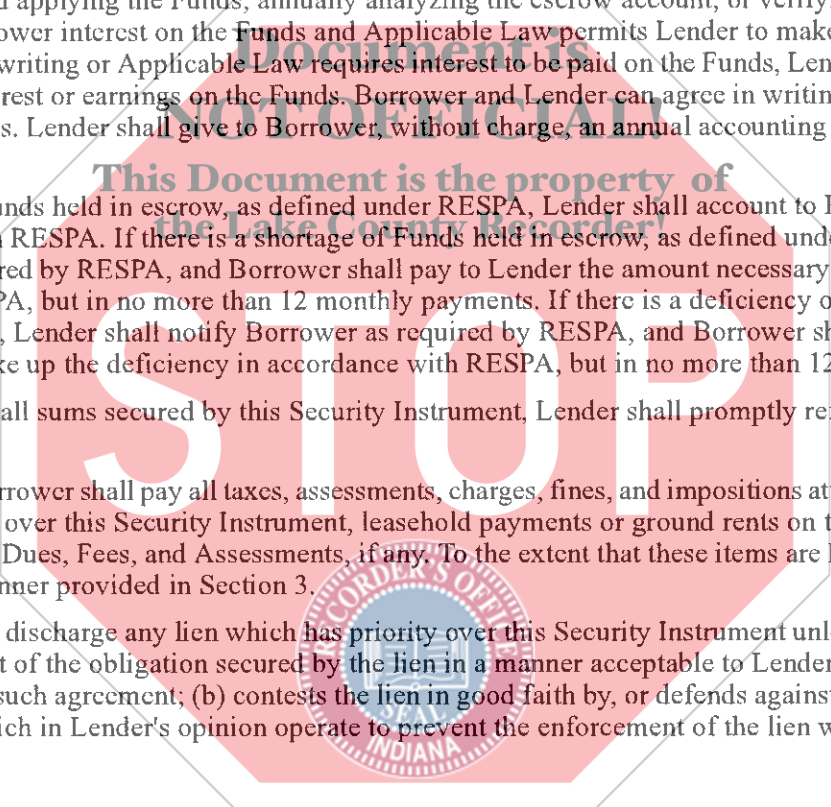 applying the Funds, annually analyzing the escrow account, or verify
ower interest on the Funds and Applicable Law permits Lender to make
writing or Applicable Law requires interest to be paid on the Funds, Len
rest or earnings on the Funds. Borrower and Lender can agree in writin
s. Lender shall give to Borrower, without charge, an annual accounting
Document is
NOT OFFICIAL!
This Document is the property of
the Lake County Recorder!
unds held in escrow, as defined under RESPA, Lender shall account to
RESPA. If there is a shortage of Funds held in escrow, as defined und
red by RESPA, and Borrower shall pay to Lender the amount necessary
PA, but in no more than 12 monthly payments. If there is a deficiency o
, Lender shall notify Borrower as required by RESPA, and Borrower sh
ke up the deficiency in accordance with RESPA, but in no more than 12
all sums secured by this Security Instrument, Lender shall promptly re
STOP
rrower shall pay all taxes, assessments, charges, fines, and impositions at
over this Security Instrument, leasehold payments or ground rents on t
Dues, Fees, and Assessments, if any. To the extent that these items are
nner provided in Section 3.
discharge any lien which has priority over this Security Instrument unl
t of the obligation secured by the lien in a manner acceptable to Lender
such agreement; (b) contests the lien in good faith by, or defends against
ich in Lender's opinion operate to prevent the enforcement of the lien w
RECORDER'S OFFICE
SEAL
INDIANA